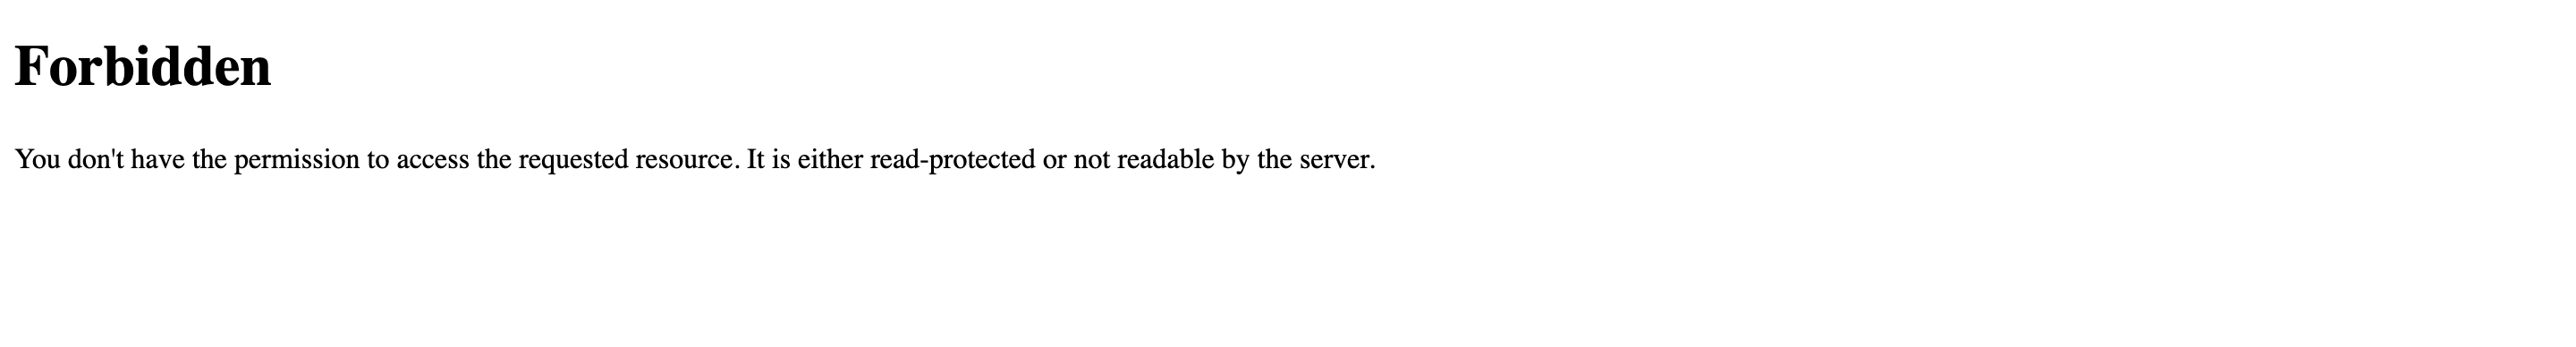 Forbidden
You don't have the permission to access the requested resource. It is either read-protected or not readable by the server.